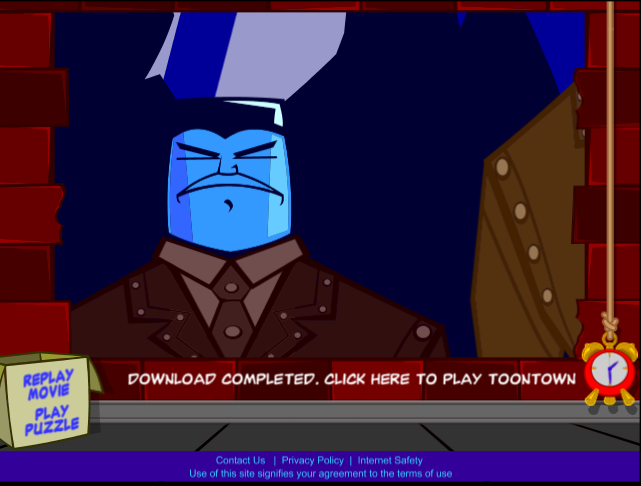 DOWNLOAD COMPLETED. CLICK HERE TO PLAY TOONTOWN
REPLAY
MOVIE
PLAY
PUZZLE
Contact Us | Privacy Policy | Internet Safety
Use of this site signifies your agreement to the terms of use